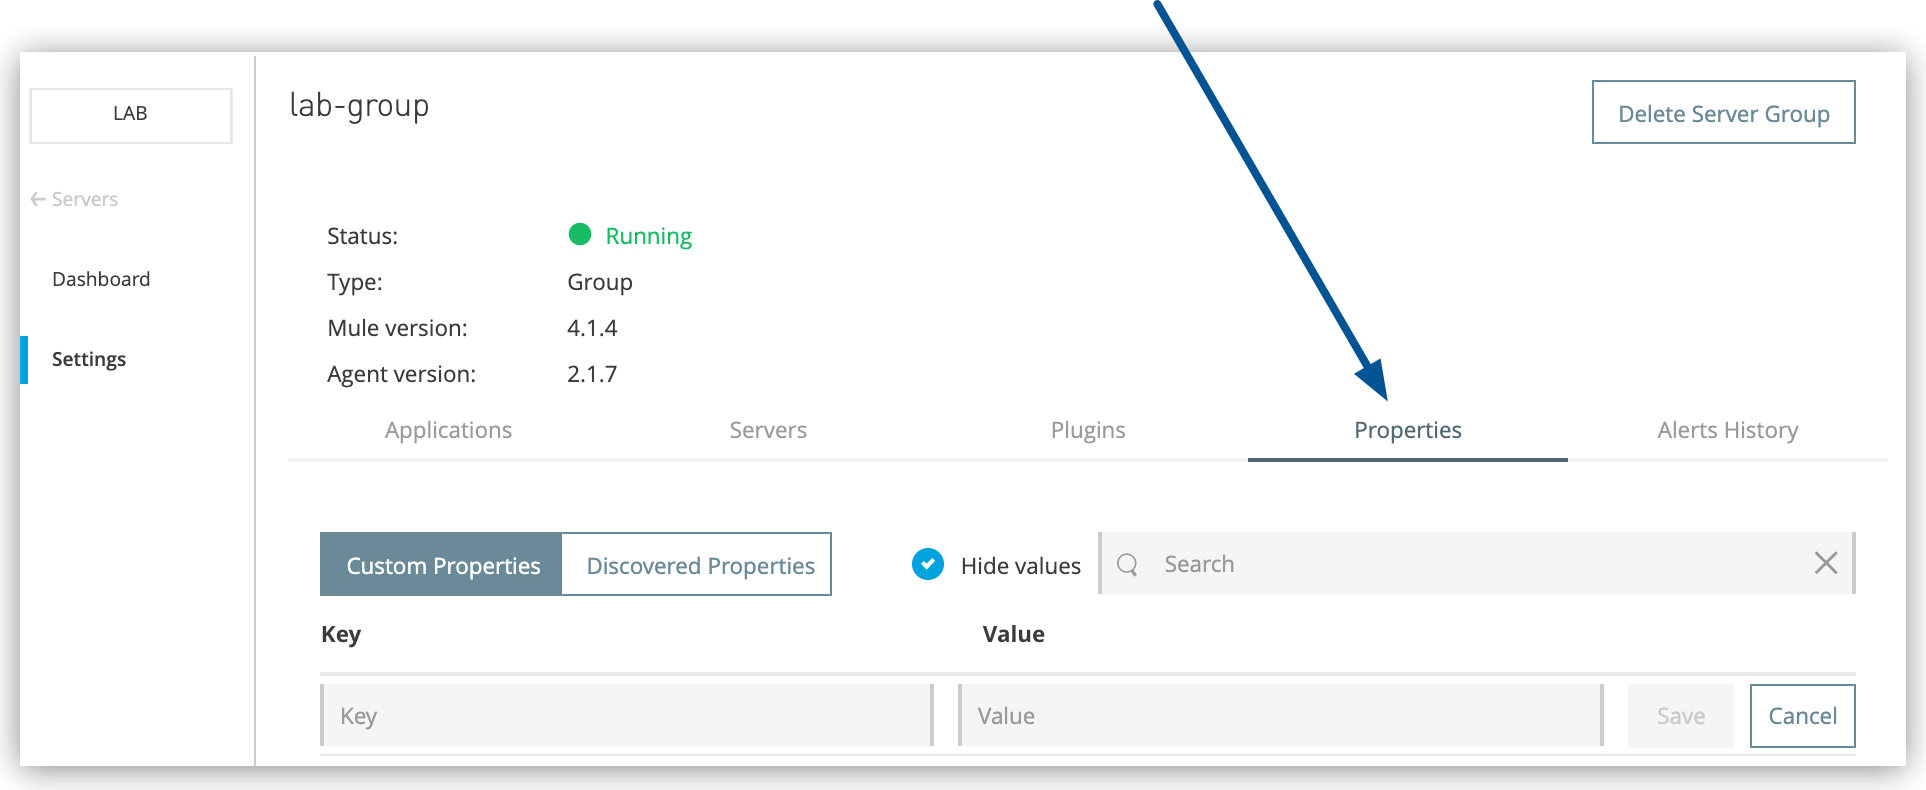 LAB
Servers
Dashboard
Settings
lab-group
Delete Server Group
Status: Running
Type: Group
Mule version: 4.1.4
Agent version: 2.1.7
Applications Servers Plugins Properties Alerts History
Custom Properties Discovered Properties Hide values Search
Key Value
Key Value Save Cancel